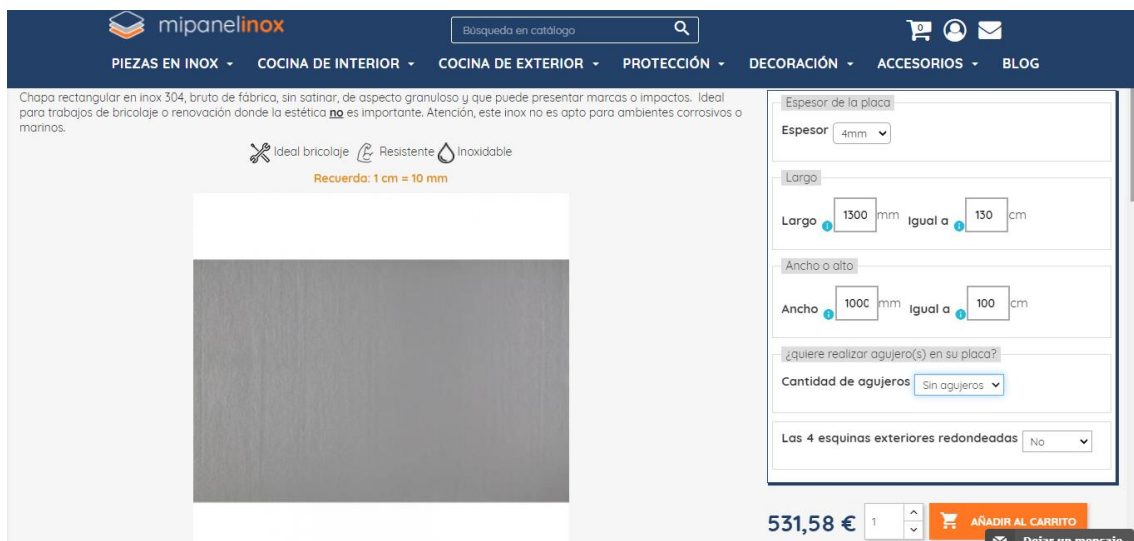 mipanelinox
Búsqueda en catálogo
0
PIEZAS EN INOX
COCINA DE INTERIOR
COCINA DE EXTERIOR
PROTECCIÓN
DECORACIÓN
ACCESORIOS
BLOG
Chapa rectangular en inox 304, bruto de fábrica, sin satinar, de aspecto granuloso y que puede presentar marcas o impactos. Ideal
para trabajos de bricolaje o renovación donde la estética no es importante. Atención, este inox no es apto para ambientes corrosivos o
marinos.
Ideal bricolaje Resistente Inoxidable
Recuerda: 1 cm = 10 mm
Espesor de la placa
Espesor 4mm
Largo
Largo 1300 mm Igual a 130 cm
Ancho o alto
Ancho 1000 mm Igual a 100 cm
¿quiere realizar agujero(s) en su placa?
Cantidad de agujeros Sin agujeros
Las 4 esquinas exteriores redondeadas No
531,58 € 1 AÑADIR AL CARRITO
Dejar un mensaje